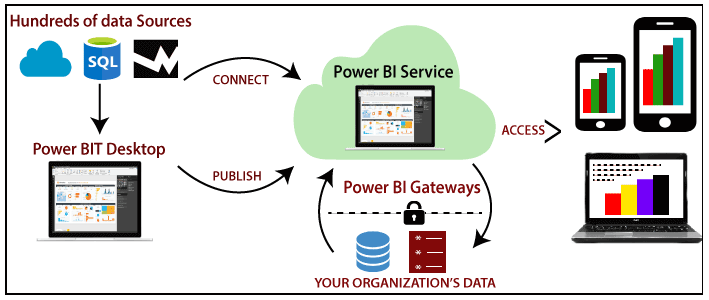 Hundreds of data Sources
SQL
CONNECT
Power BI Service
Power BIT Desktop
PUBLISH
ACCESS
Power BI Gateways
YOUR ORGANIZATION'S DATA